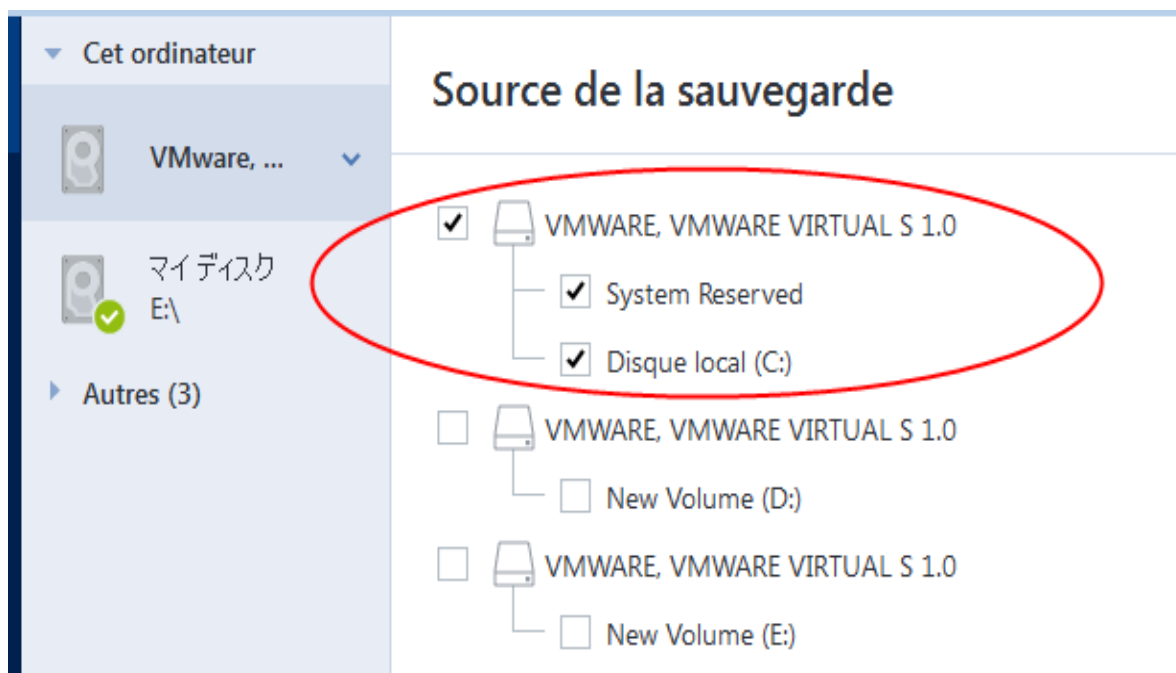 Cet ordinateur
VMware, ...
マイ ディスク
E:\
Autres (3)
Source de la sauvegarde
VMWARE, VMWARE VIRTUAL S 1.0
System Reserved
Disque local (C:)
VMWARE, VMWARE VIRTUAL S 1.0
New Volume (D:)
VMWARE, VMWARE VIRTUAL S 1.0
New Volume (E:)